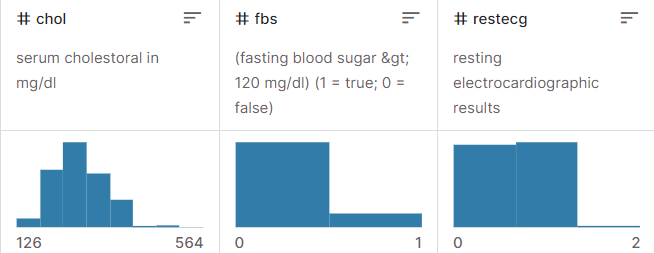 # chol
serum cholestoral in
mg/dl
126 564
# fbs
(fasting blood sugar &gt;
120 mg/dl) (1 = true; 0 =
false)
0 1
# restecg
resting
electrocardiographic
results
0 2